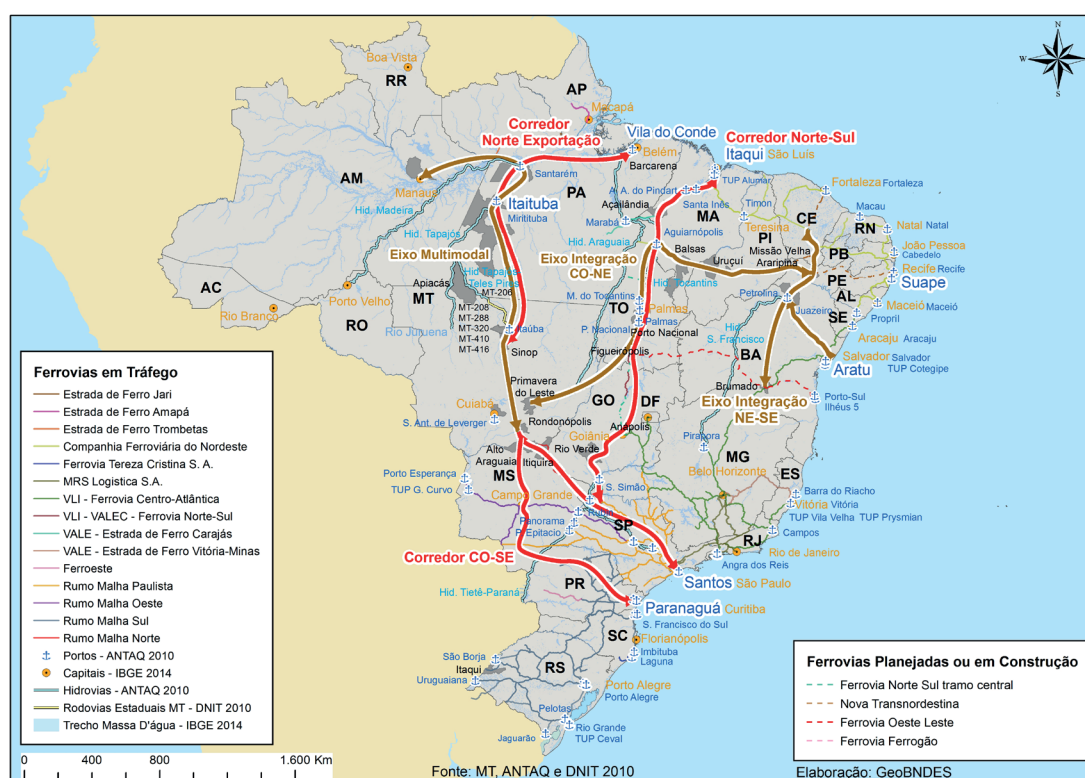 N
W
E
S
Boa Vista
RR
AP
Macapá
Corredor
Norte Exportação
Vila do Conde
Belém
Barcarena
Corredor Norte-Sul
Itaqui
São Luís
TUP Alumar
Santarém
AM
Manaus
PA
Itaituba
Miritituba
Hid. Madeira
Hid. Tapajós
A. A. do Pindart
Santa Inês
Açailândia
Marabá
MA
Aguiarnópolis
Hid. Araguaia
Fortaleza
Fortaleza
Timon
Teresina
CE
Macau
RN
Natal
Natal
PI
Missão Velha
Araripina
PB
João Pessoa
Cabedelo
Recife
Recife
Suape
PE
AL
Eixo Multimodal
Eixo Integração
CO-NE
Balsas
Uruçuí
Hid Tapajós
Teles Pires
Hid Tocantins
Apiacás
MT
MT-206
MT-208
MT-288
MT-320
MT-410
MT-416
AC
Rio Branco
Porto Velho
RO
Rio Juruena
Itaúba
Sinop
M. do Tocantins
TO
Palmas
Palmas
P. Nacional
Porto Nacional
Figueirópolis
Petrolina
Juazeiro
Hid
S. Francisco
Maceió
Maceió
SE
Propril
Aracaju
Aracaju
BA
Salvador
Salvador
TUP Cotegipe
Aratu
Brumado
Eixo Integração
NE-SE
Porto-Sul
Ilhéus 5
Primavera
do Leste
Cuiabá
S. Ant. de Leverger
Rondonópolis
GO
DF
Anápolis
Goiânia
Pirapora
MG
Belo Horizonte
Alto
Araguaia
Itiquira
Rio Verde
MS
Porto Esperança
TUP G. Curvo
Campo Grande
S. Simão
ES
Barra do Riacho
Vitória
Vitória
TUP Vila Velha
TUP Prysmian
Panorama
P. Epitacio
SP
RJ
Campos
Rio de Janeiro
Angra dos Reis
Corredor CO-SE
Santos
São Paulo
PR
Hid. Tietê-Paraná
Paranaguá
Curitiba
S. Francisco do Sul
SC
Florianópolis
Imbituba
Laguna
São Borja
Itaqui
Uruguaiana
RS
Porto Alegre
Porto Alegre
Pelotas
Rio Grande
TUP Ceval
Jaguarão
Ferrovias em Tráfego
Estrada de Ferro Jari
Estrada de Ferro Amapá
Estrada de Ferro Trombetas
Companhia Ferroviária do Nordeste
Ferrovia Tereza Cristina S. A.
MRS Logistica S.A.
VLI - Ferrovia Centro-Atlântica
VLI - VALEC - Ferrovia Norte-Sul
VALE - Estrada de Ferro Carajás
VALE - Estrada de Ferro Vitória-Minas
Ferroeste
Rumo Malha Paulista
Rumo Malha Oeste
Rumo Malha Sul
Rumo Malha Norte
Portos - ANTAQ 2010
Capitais - IBGE 2014
Hidrovias - ANTAQ 2010
Rodovias Estaduais MT - DNIT 2010
Trecho Massa D'água - IBGE 2014
Ferrovias Planejadas ou em Construção
Ferrovia Norte Sul tramo central
Nova Transnordestina
Ferrovia Oeste Leste
Ferrovia Ferrogão
0 400 800 1.600 Km
Fonte: MT, ANTAQ e DNIT 2010
Elaboração: GeoBNDES